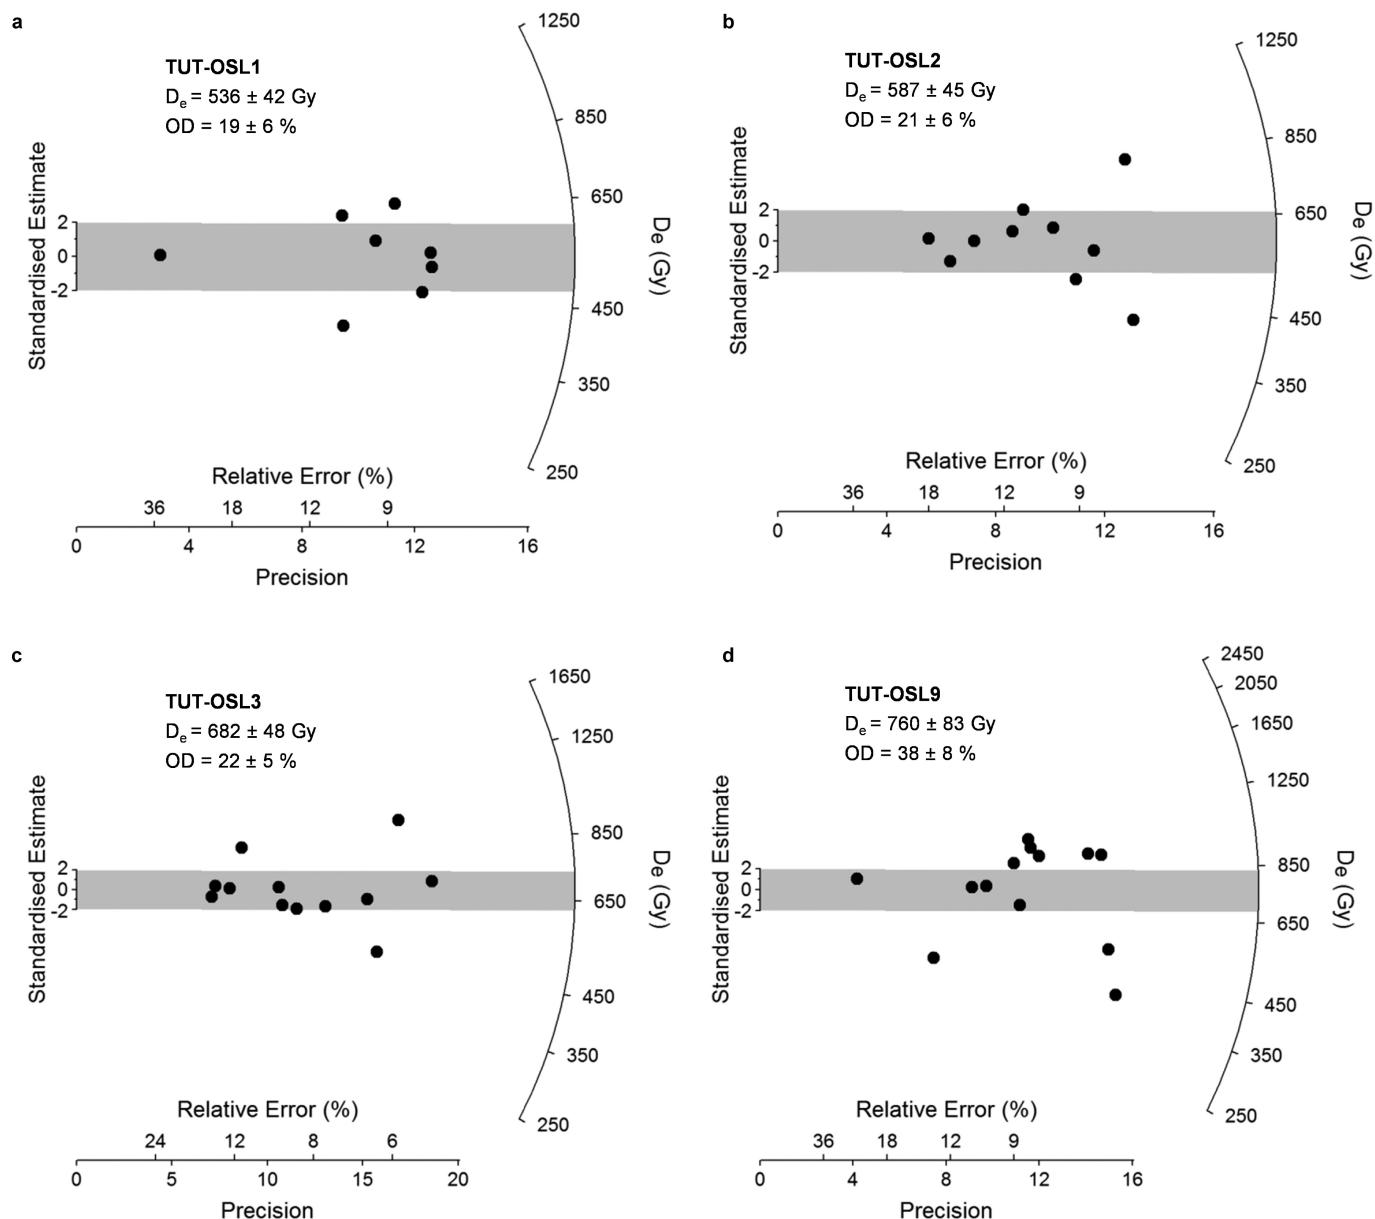 a
TUT-OSL1
De = 536 ± 42 Gy
OD = 19 ± 6 %
1250
850
650
450
350
250
De (Gy)
Standardised Estimate
2
0
-2
Relative Error (%)
36 18 12 9
0 4 8 12 16
Precision
b
TUT-OSL2
De = 587 ± 45 Gy
OD = 21 ± 6 %
1250
850
650
450
350
250
De (Gy)
Standardised Estimate
2
0
-2
Relative Error (%)
36 18 12 9
0 4 8 12 16
Precision
c
TUT-OSL3
De = 682 ± 48 Gy
OD = 22 ± 5 %
1650
1250
850
650
450
350
250
De (Gy)
Standardised Estimate
2
0
-2
Relative Error (%)
24 12 8 6
0 5 10 15 20
Precision
d
TUT-OSL9
De = 760 ± 83 Gy
OD = 38 ± 8 %
2450
2050
1650
1250
850
650
450
350
250
De (Gy)
Standardised Estimate
2
0
-2
Relative Error (%)
36 18 12 9
0 4 8 12 16
Precision